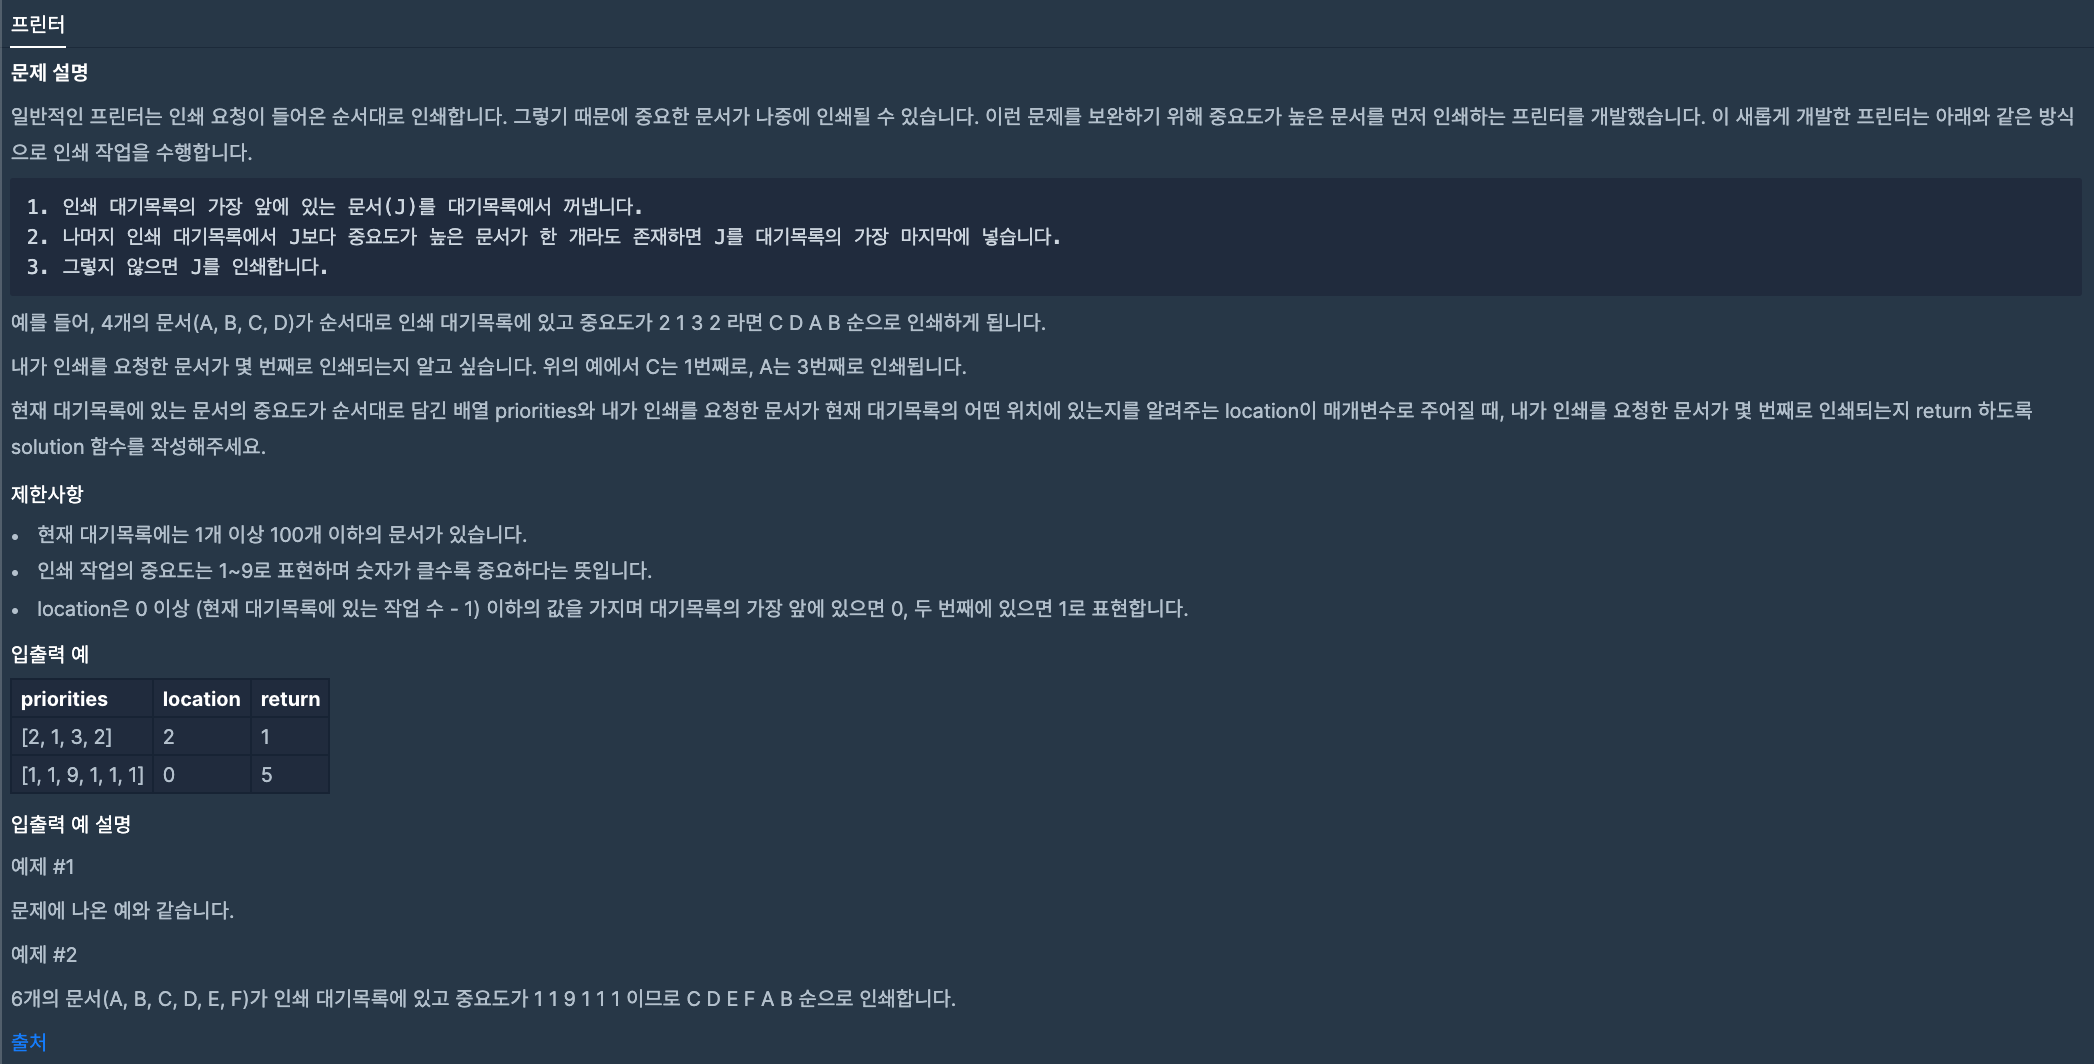 프린터
문제 설명
일반적인 프린터는 인쇄 요청이 들어온 순서대로 인쇄합니다. 그렇기 때문에 중요한 문서가 나중에 인쇄될 수 있습니다. 이런 문제를 보완하기 위해 중요도가 높은 문서를 먼저 인쇄하는 프린터를 개발했습니다. 이 새롭게 개발한 프린터는 아래와 같은 방식
으로 인쇄 작업을 수행합니다.
1. 인쇄 대기목록의 가장 앞에 있는 문서(J)를 대기목록에서 꺼냅니다.
2. 나머지 인쇄 대기목록에서 J보다 중요도가 높은 문서가 한 개라도 존재하면 J를 대기목록의 가장 마지막에 넣습니다.
3. 그렇지 않으면 J를 인쇄합니다.
예를 들어, 4개의 문서(A, B, C, D)가 순서대로 인쇄 대기목록에 있고 중요도가 2 1 3 2 라면 C D A B 순으로 인쇄하게 됩니다.
내가 인쇄를 요청한 문서가 몇 번째로 인쇄되는지 알고 싶습니다. 위의 예에서 C는 1번째로, A는 3번째로 인쇄됩니다.
현재 대기목록에 있는 문서의 중요도가 순서대로 담긴 배열 priorities와 내가 인쇄를 요청한 문서가 현재 대기목록의 어떤 위치에 있는지를 알려주는 location이 매개변수로 주어질 때, 내가 인쇄를 요청한 문서가 몇 번째로 인쇄되는지 return 하도록
solution 함수를 작성해주세요.
제한사항
• 현재 대기목록에는 1개 이상 100개 이하의 문서가 있습니다.
• 인쇄 작업의 중요도는 1~9로 표현하며 숫자가 클수록 중요하다는 뜻입니다.
• location은 0 이상 (현재 대기목록에 있는 작업 수 - 1) 이하의 값을 가지며 대기목록의 가장 앞에 있으면 0, 두 번째에 있으면 1로 표현합니다.
입출력 예
priorities location return
[2, 1, 3, 2] 2 1
[1, 1, 9, 1, 1, 1] 0 5
입출력 예 설명
예제 #1
문제에 나온 예와 같습니다.
예제 #2
6개의 문서(A, B, C, D, E, F)가 인쇄 대기목록에 있고 중요도가 1 1 9 1 1 1 이므로 C D E F A B 순으로 인쇄합니다.
출처